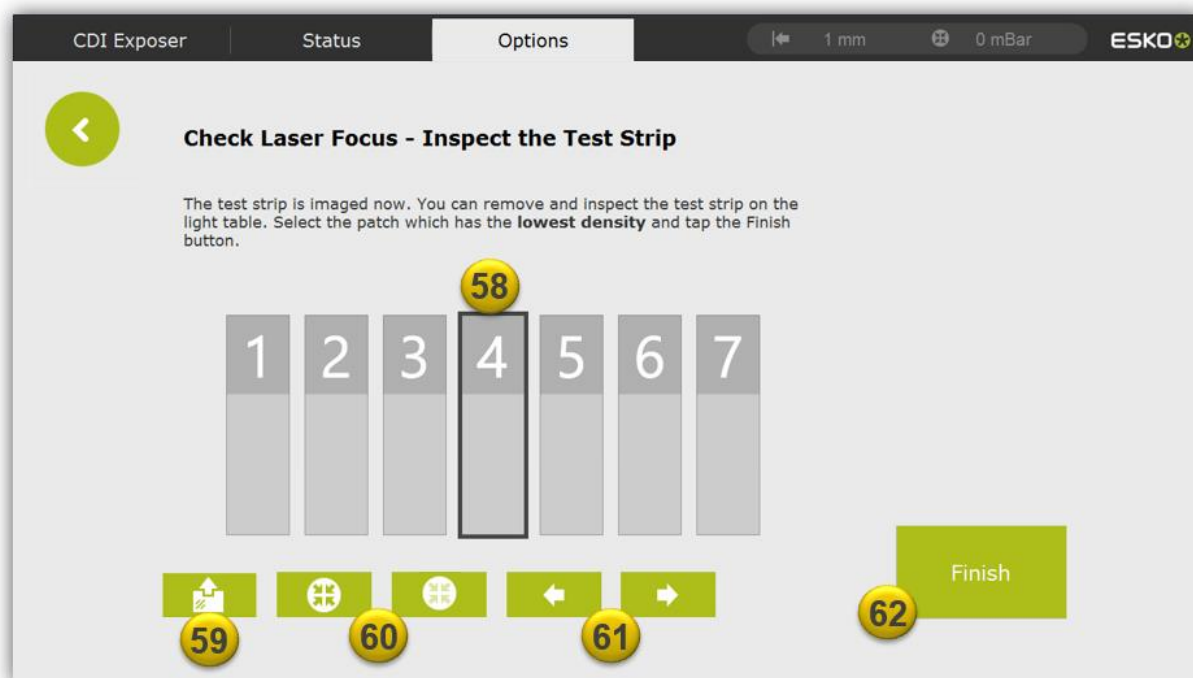 CDI Exposer Status Options 1 mm 0 mBar ESKO
Check Laser Focus - Inspect the Test Strip
The test strip is imaged now. You can remove and inspect the test strip on the
light table. Select the patch which has the lowest density and tap the Finish
button.
58
1 2 3 4 5 6 7
Finish
59 60 61 62